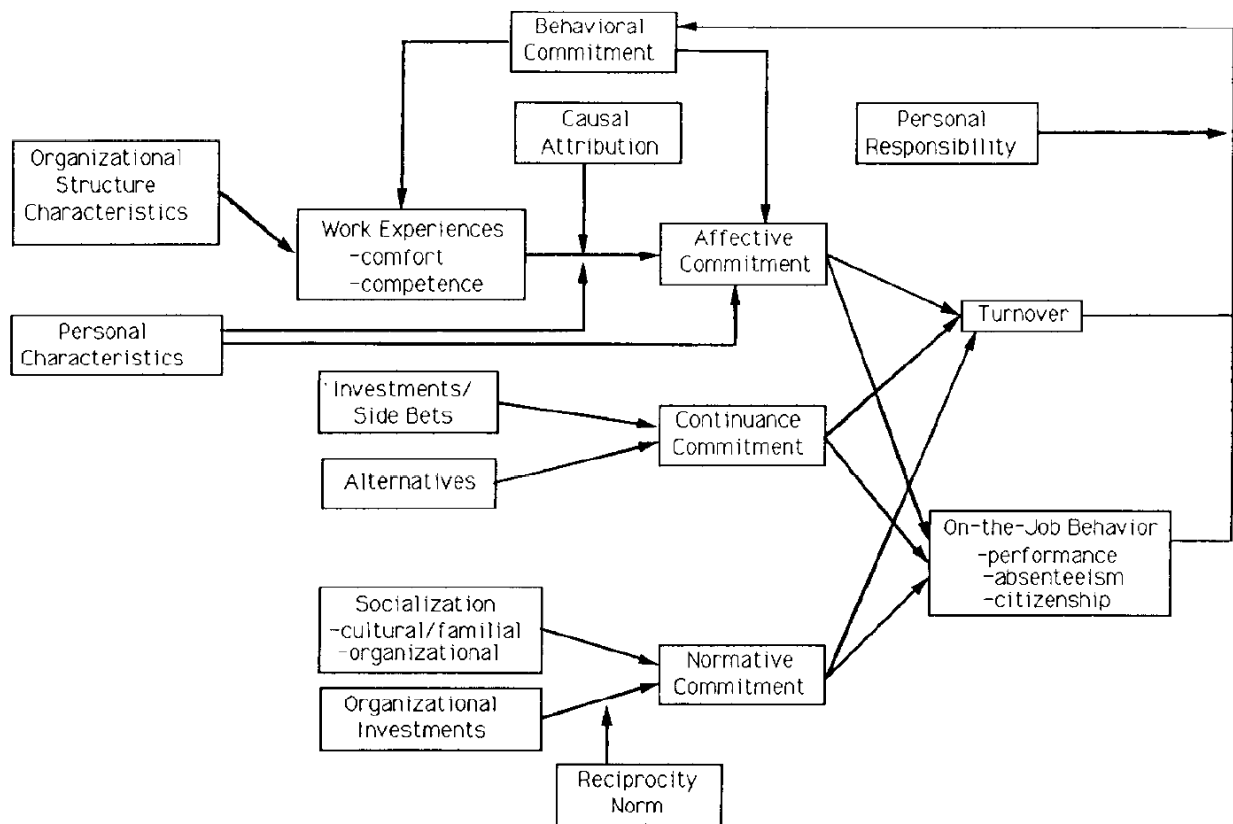 Behavioral
Commitment
Causal
Attribution
Personal
Responsibility
Organizational
Structure
Characteristics
Work Experiences
-comfort
-competence
Affective
Commitment
Personal
Characteristics
Turnover
Investments/
Side Bets
Continuance
Commitment
Alternatives
On-the-Job Behavior
-performance
-absenteeism
-citizenship
Socialization
-cultural/familial
-organizational
Normative
Commitment
Organizational
Investments
Reciprocity
Norm